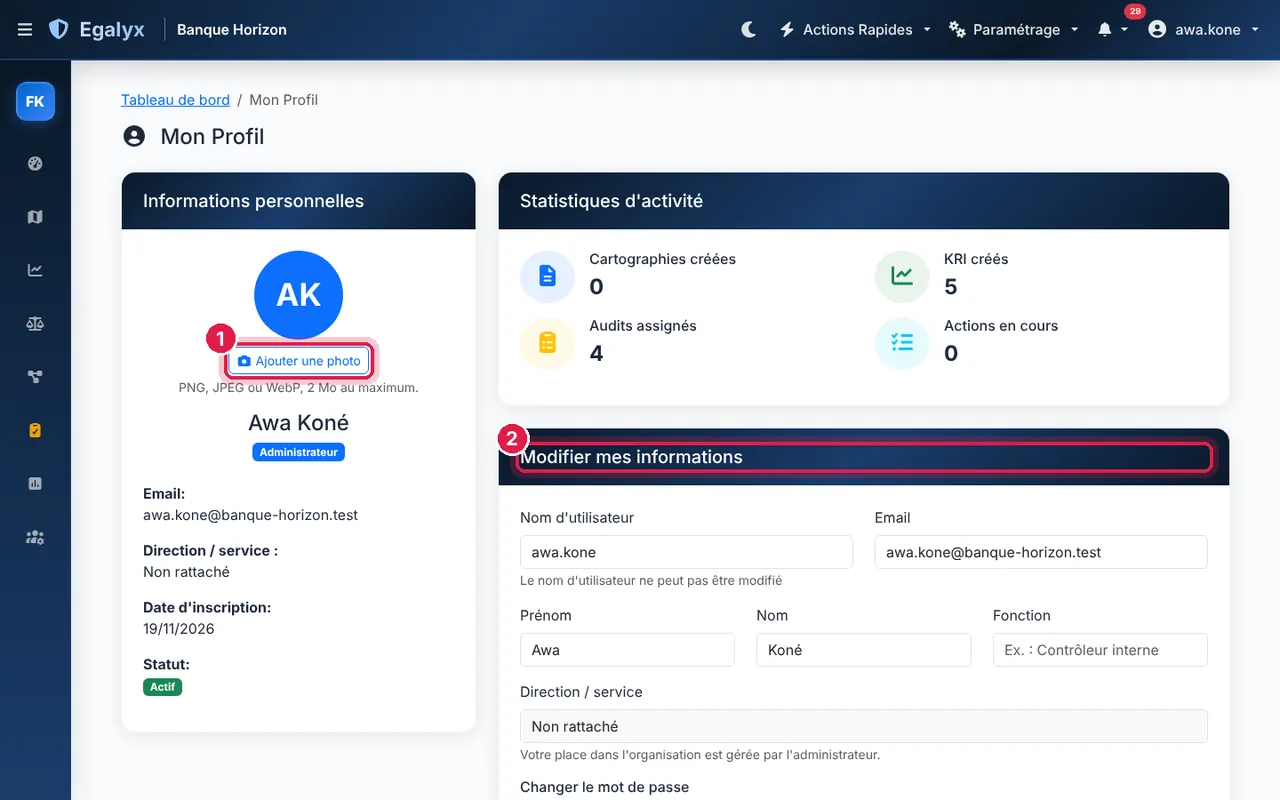 Egalyx
Banque Horizon
Actions Rapides
Paramétrage
29
awa.kone
FK
Tableau de bord / Mon Profil
Mon Profil
Informations personnelles
AK
1
Ajouter une photo
PNG, JPEG ou WebP, 2 Mo au maximum.
Awa Koné
Administrateur
Email:
awa.kone@banque-horizon.test
Direction / service :
Non rattaché
Date d'inscription:
19/11/2026
Statut:
Actif
Statistiques d'activité
Cartographies créées
0
KRI créés
5
Audits assignés
4
Actions en cours
0
2
Modifier mes informations
Nom d'utilisateur
awa.kone
Le nom d'utilisateur ne peut pas être modifié
Email
awa.kone@banque-horizon.test
Prénom
Awa
Nom
Koné
Fonction
Ex. : Contrôleur interne
Direction / service
Non rattaché
Votre place dans l'organisation est gérée par l'administrateur.
Changer le mot de passe